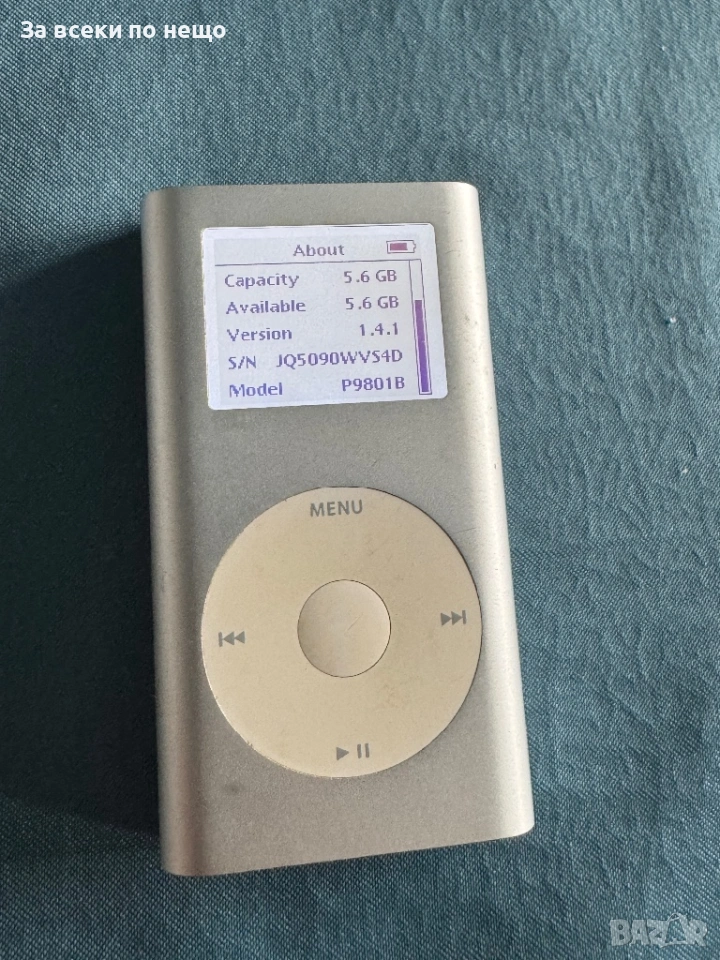 За всеки по нещо
About
Capacity 5.6 GB
Available 5.6 GB
Version 1.4.1
S/N JQ5090WVS4D
Model P9801B
MENU
BAZAR